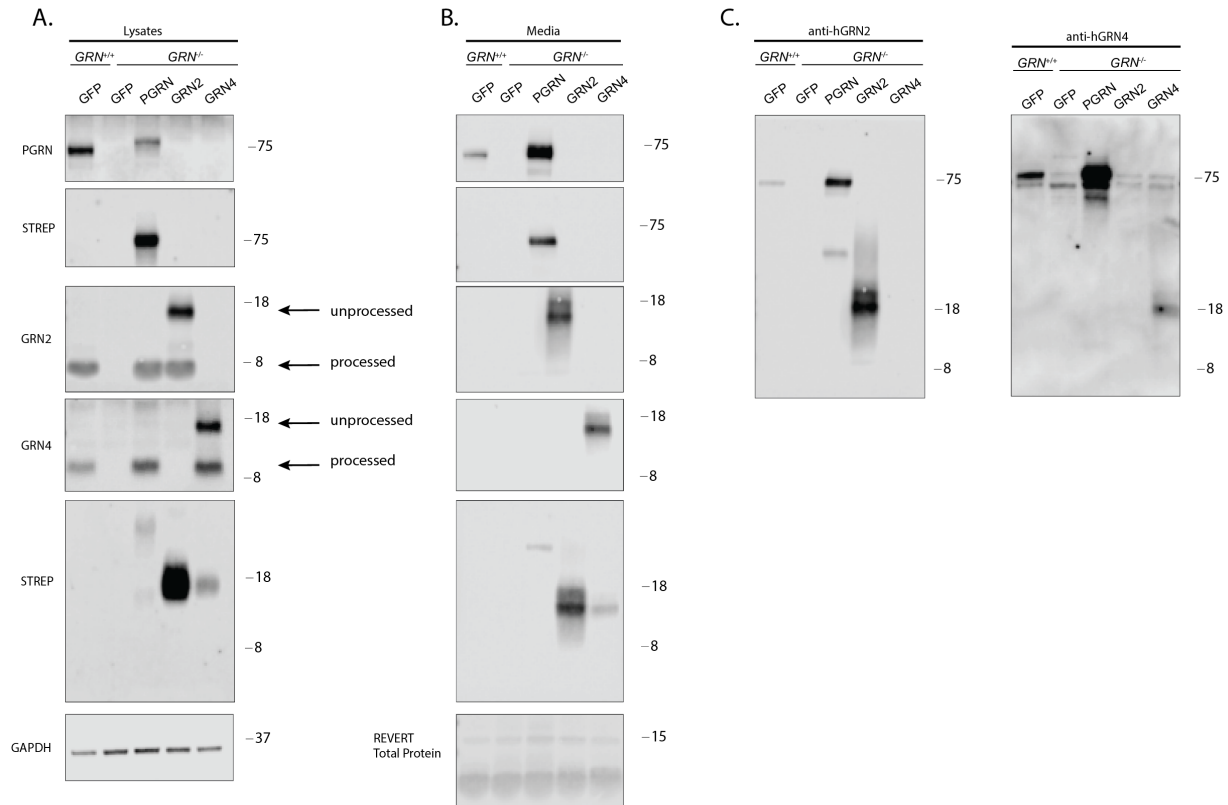 A.
Lysates
GRN+/+ GRN-/-
GFP GFP PGRN GRN2 GRN4
PGRN
–75
STREP
–75
GRN2
–18
unprocessed
–8
processed
GRN4
–18
unprocessed
processed
–8
STREP
–18
–8
GAPDH
–37
B.
Media
GRN+/+ GRN-/-
GFP GFP PGRN GRN2 GRN4
–75
–75
–18
–8
–18
–8
–18
–8
REVERT
Total Protein
–15
C.
anti-hGRN2
GRN+/+ GRN-/-
GFP GFP PGRN GRN2 GRN4
–75
–18
–8
anti-hGRN4
GRN+/+ GRN-/-
GFP GFP PGRN GRN2 GRN4
–75
–18
–8